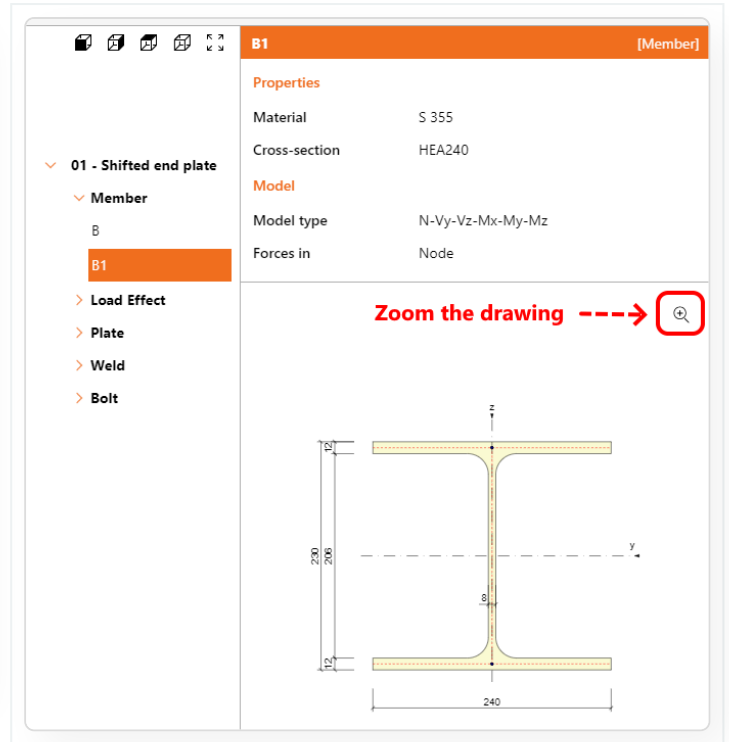 B1 [Member]
Properties
Material S 355
Cross-section HEA240
Model
Model type N-Vy-Vz-Mx-My-Mz
Forces in Node
01 - Shifted end plate
Member
B
B1
Load Effect
Plate
Weld
Bolt
Zoom the drawing
z
12
230
206
y
8
12
240